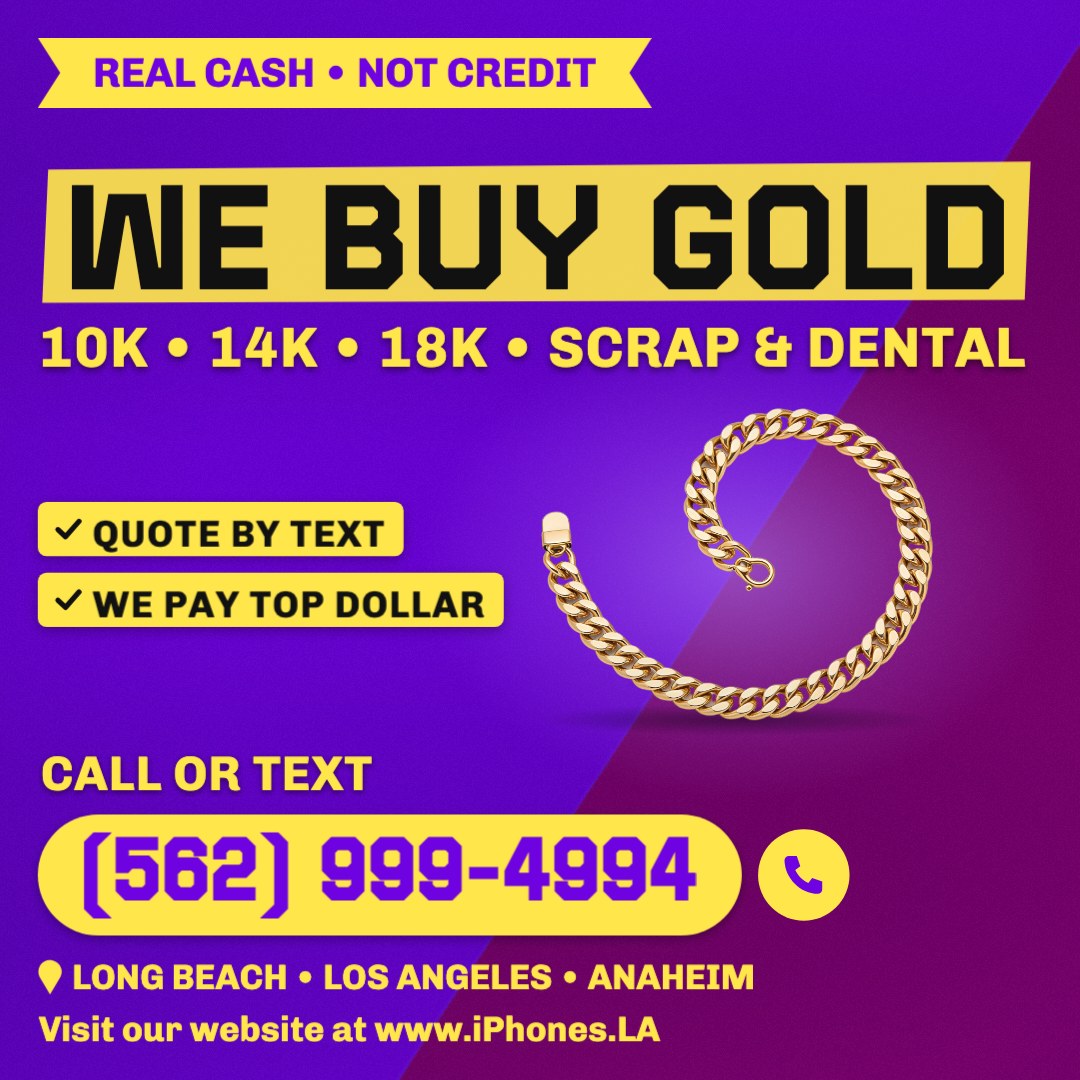 REAL CASH • NOT CREDIT
WE BUY GOLD
10K • 14K • 18K • SCRAP & DENTAL
QUOTE BY TEXT
WE PAY TOP DOLLAR
CALL OR TEXT
(562) 999-4994
LONG BEACH • LOS ANGELES • ANAHEIM
Visit our website at www.iPhones.LA